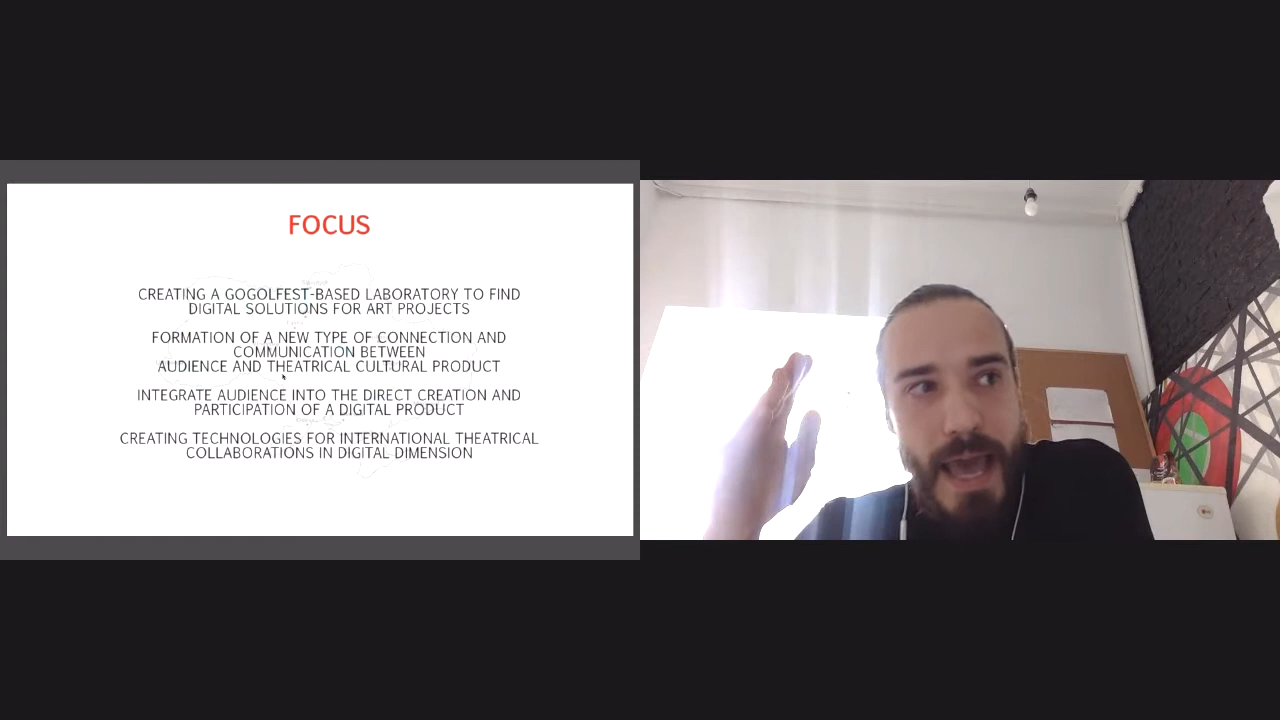 FOCUS
CREATING A GOGOLFEST-BASED LABORATORY TO FIND
DIGITAL SOLUTIONS FOR ART PROJECTS
FORMATION OF A NEW TYPE OF CONNECTION AND
COMMUNICATION BETWEEN
AUDIENCE AND THEATRICAL CULTURAL PRODUCT
INTEGRATE AUDIENCE INTO THE DIRECT CREATION AND
PARTICIPATION OF A DIGITAL PRODUCT
CREATING TECHNOLOGIES FOR INTERNATIONAL THEATRICAL
COLLABORATIONS IN DIGITAL DIMENSION